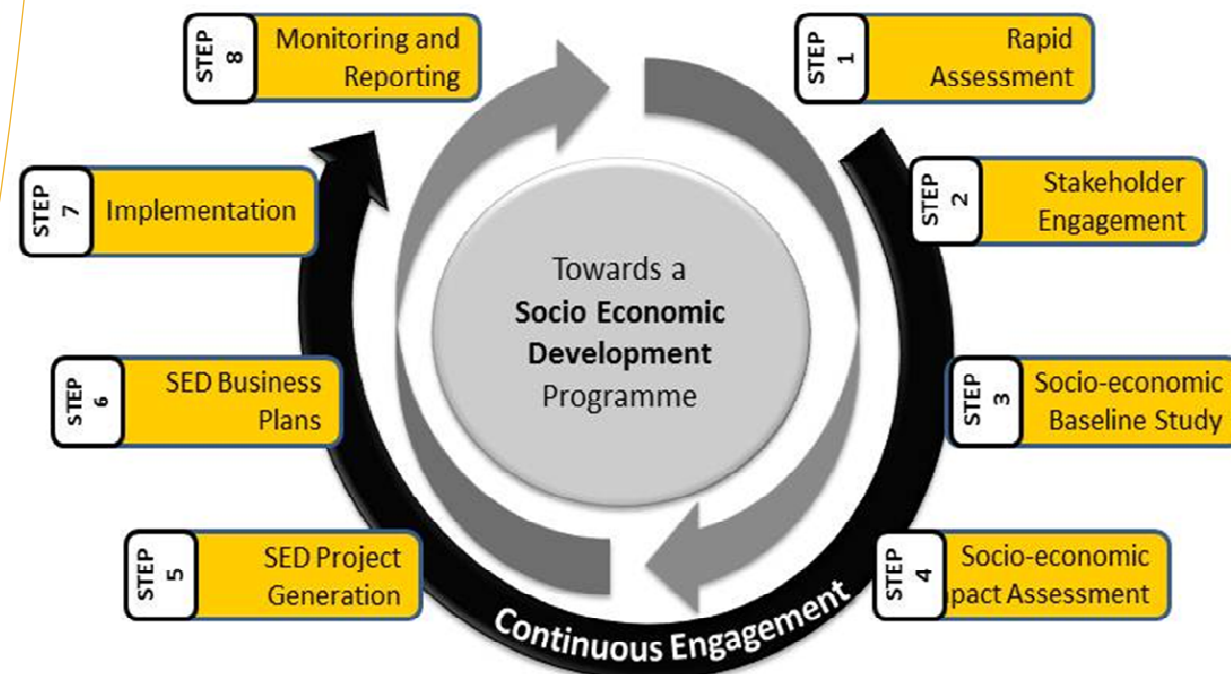 STEP 1
Rapid
Assessment
STEP 2
Stakeholder
Engagement
STEP 3
Socio-economic
Baseline Study
STEP 4
Socio-economic
pact Assessment
STEP 5
SED Project
Generation
STEP 6
SED Business
Plans
STEP 7
Implementation
STEP 8
Monitoring and
Reporting
Towards a
Socio Economic
Development
Programme
Continuous Engagement